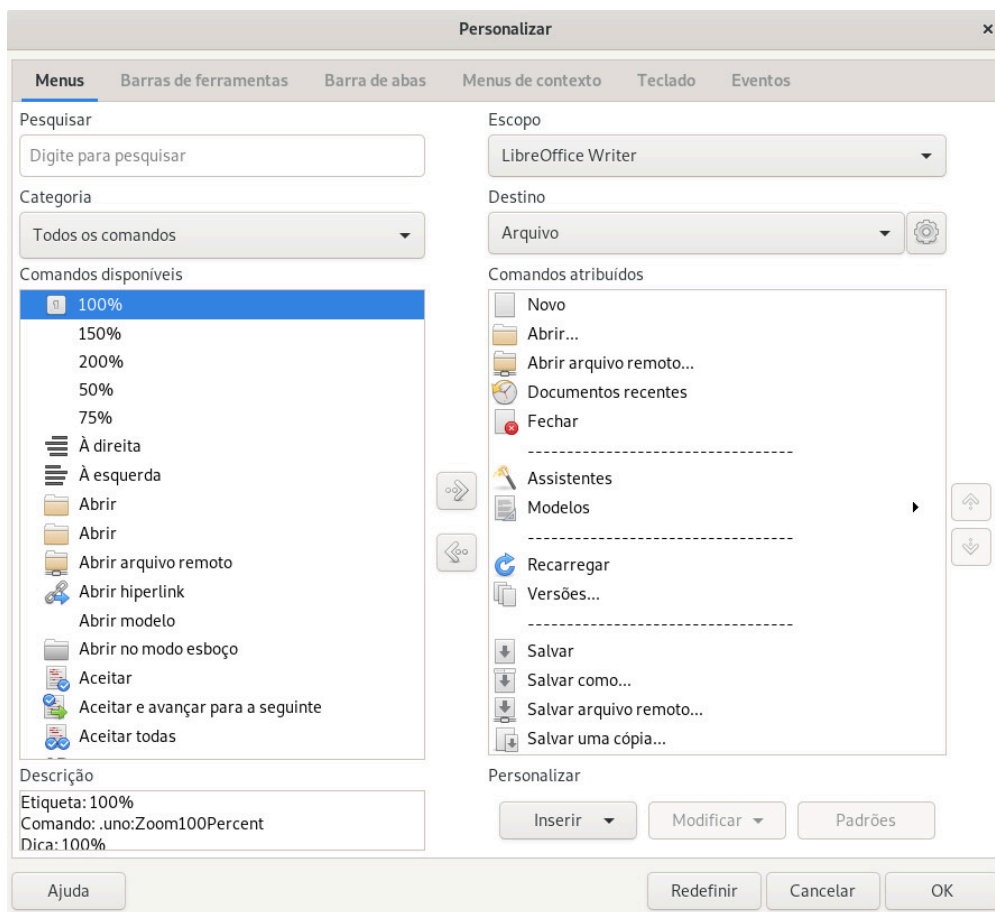 Personalizar
Menus
Barras de ferramentas
Barra de abas
Menus de contexto
Teclado
Eventos
Pesquisar
Digite para pesquisar
Categoria
Todos os comandos
Comandos disponíveis
100%
150%
200%
50%
75%
À direita
À esquerda
Abrir
Abrir
Abrir arquivo remoto
Abrir hiperlink
Abrir modelo
Abrir no modo esboço
Aceitar
Aceitar e avançar para a seguinte
Aceitar todas
Descrição
Etiqueta: 100%
Comando: .uno:Zoom100Percent
Dica: 100%
Escopo
LibreOffice Writer
Destino
Arquivo
Comandos atribuídos
Novo
Abrir...
Abrir arquivo remoto...
Documentos recentes
Fechar
----------------------------------
Assistentes
Modelos
----------------------------------
Recarregar
Versões...
----------------------------------
Salvar
Salvar como...
Salvar arquivo remoto...
Salvar uma cópia...
Personalizar
Inserir
Modificar
Padrões
Ajuda
Redefinir
Cancelar
OK